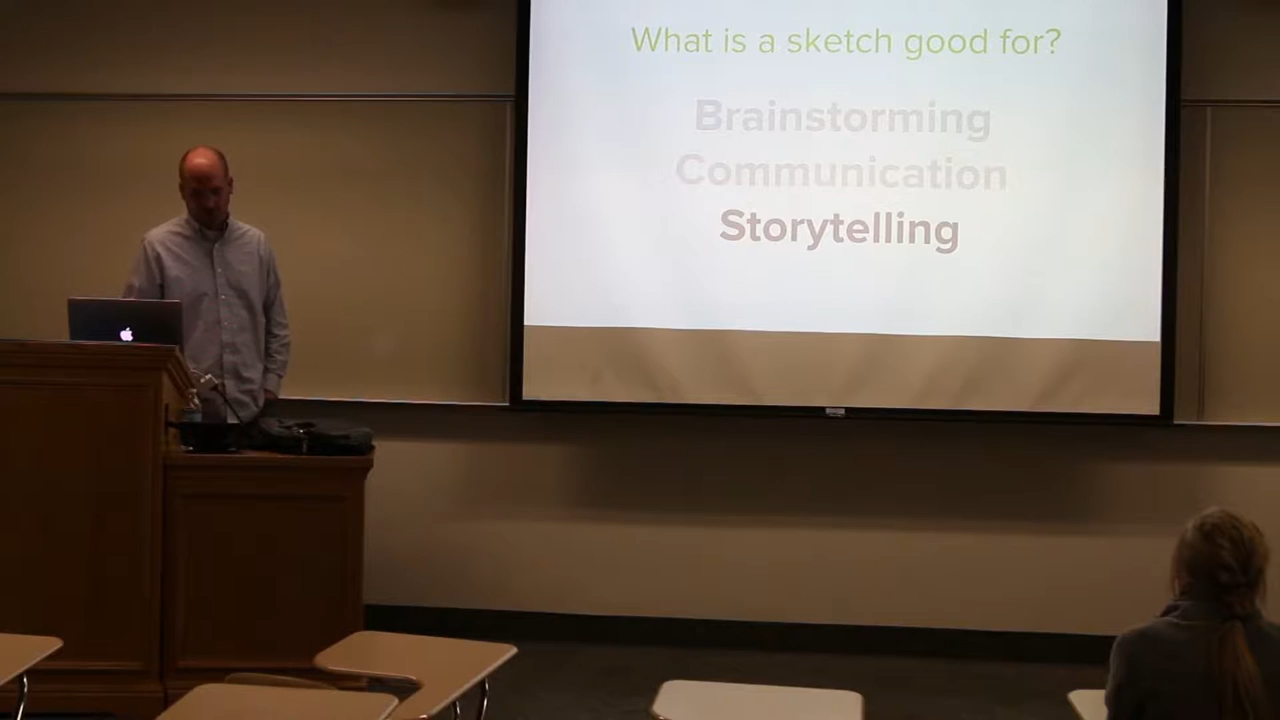 What is a sketch good for?
Brainstorming
Communication
Storytelling